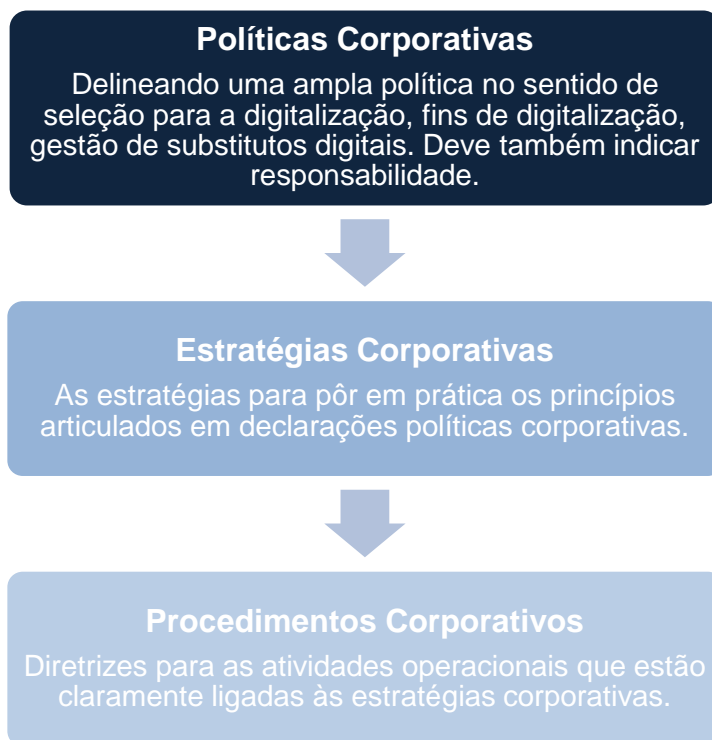 Políticas Corporativas
Delineando uma ampla política no sentido de
seleção para a digitalização, fins de digitalização,
gestão de substitutos digitais. Deve também indicar
responsabilidade.
Estratégias Corporativas
As estratégias para pôr em prática os princípios
articulados em declarações políticas corporativas.
Procedimentos Corporativos
Diretrizes para as atividades operacionais que estão
claramente ligadas às estratégias corporativas.